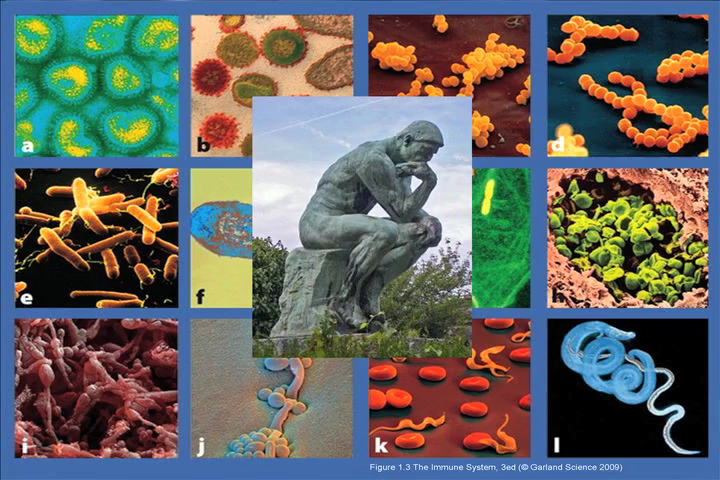 a
b
d
e
f
h
i
j
k
l
Figure 1.3 The Immune System, 3ed (© Garland Science 2009)